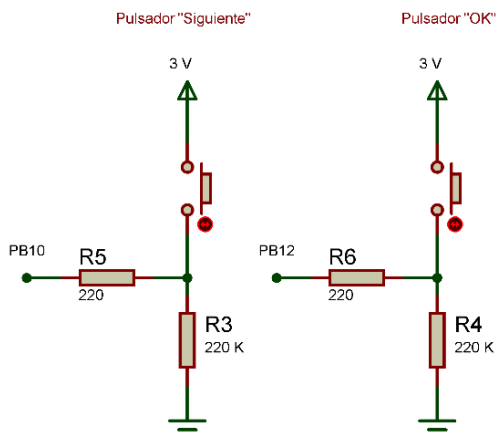 Pulsador "Siguiente"
3 V
PB10
R5
220
R3
220 K
Pulsador "OK"
3 V
PB12
R6
220
R4
220 K